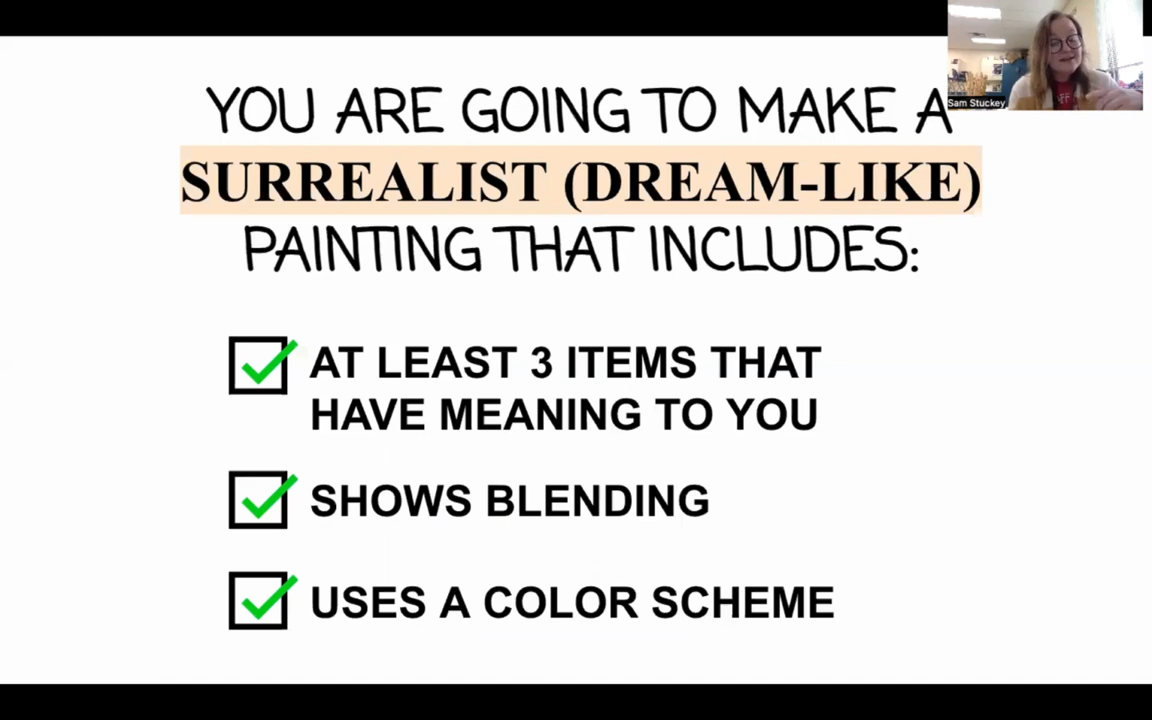 YOU ARE GOING TO MAKE A
SURREALIST (DREAM-LIKE)
PAINTING THAT INCLUDES:
AT LEAST 3 ITEMS THAT
HAVE MEANING TO YOU
SHOWS BLENDING
USES A COLOR SCHEME
Sam Stuckey